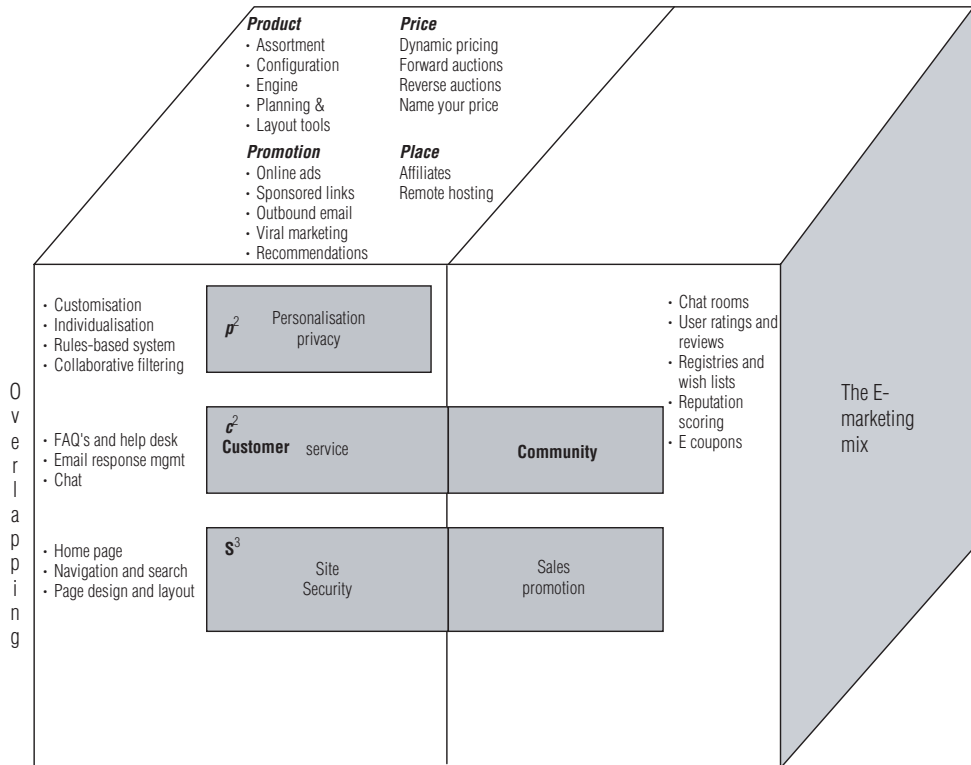 Product
· Assortment
· Configuration
· Engine
· Planning &
· Layout tools
Price
Dynamic pricing
Forward auctions
Reverse auctions
Name your price
Promotion
· Online ads
· Sponsored links
· Outbound email
· Viral marketing
· Recommendations
Place
Affiliates
Remote hosting
Overlapping
· Customisation
· Individualisation
· Rules-based system
· Collaborative filtering
p² Personalisation
privacy
· Chat rooms
· User ratings and
reviews
· Registries and
wish lists
· Reputation
scoring
· E coupons
· FAQ's and help desk
· Email response mgmt
· Chat
c²
Customer service
Community
· Home page
· Navigation and search
· Page design and layout
S³
Site
Security
Sales
promotion
The E-
marketing
mix